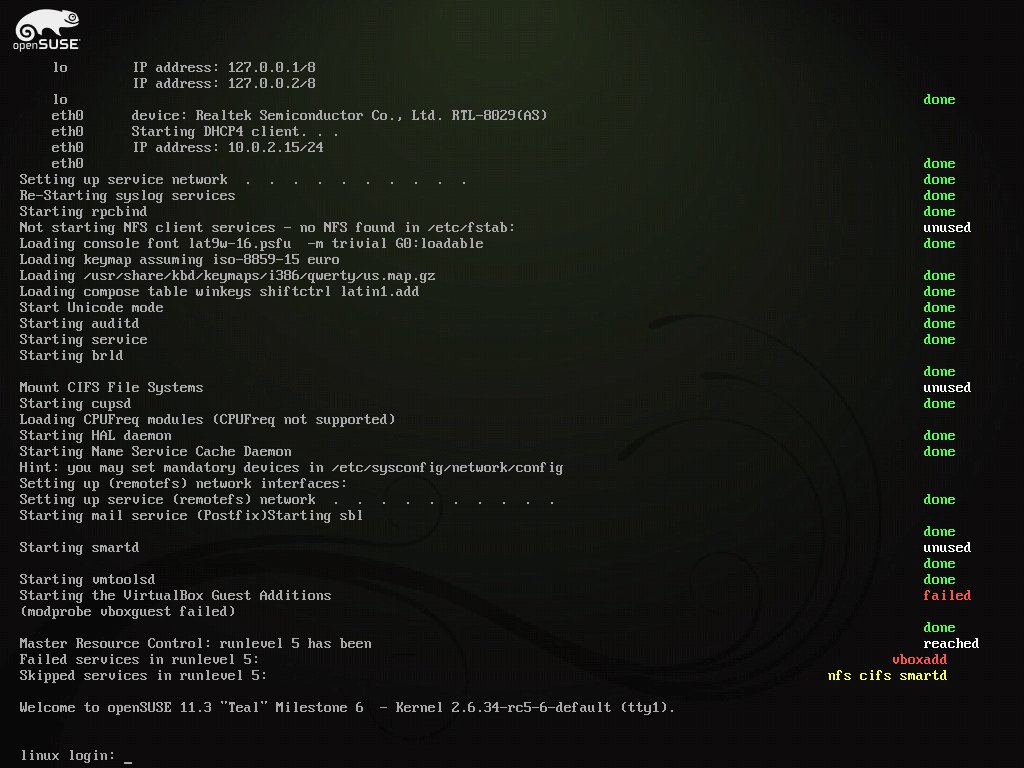 openSUSE
lo IP address: 127.0.0.1/8
IP address: 127.0.0.2/8
lo done
eth0 device: Realtek Semiconductor Co., Ltd. RTL-8029(AS)
eth0 Starting DHCP4 client. . .
eth0 IP address: 10.0.2.15/24
eth0 done
Setting up service network . . . . . . . . . . done
Re-Starting syslog services done
Starting rpcbind done
Not starting NFS client services - no NFS found in /etc/fstab: unused
Loading console font lat9w-16.psfu -m trivial G0:loadable done
Loading keymap assuming iso-8859-15 euro
Loading /usr/share/kbd/keymaps/i386/qwerty/us.map.gz done
Loading compose table winkeys shiftctrl latin1.add done
Start Unicode mode done
Starting auditd done
Starting service done
Starting brld
done
Mount CIFS File Systems unused
Starting cupsd done
Loading CPUFreq modules (CPUFreq not supported)
Starting HAL daemon done
Starting Name Service Cache Daemon done
Hint: you may set mandatory devices in /etc/sysconfig/network/config
Setting up (remotefs) network interfaces:
Setting up service (remotefs) network . . . . . . . . . . done
Starting mail service (Postfix)Starting sbl
done
Starting smartd unused
done
Starting vmtoolsd done
Starting the VirtualBox Guest Additions failed
(modprobe vboxguest failed)
done
Master Resource Control: runlevel 5 has been reached
Failed services in runlevel 5: vboxadd
Skipped services in runlevel 5: nfs cifs smartd
Welcome to openSUSE 11.3 "Teal" Milestone 6 - Kernel 2.6.34-rc5-6-default (tty1).
linux login: _